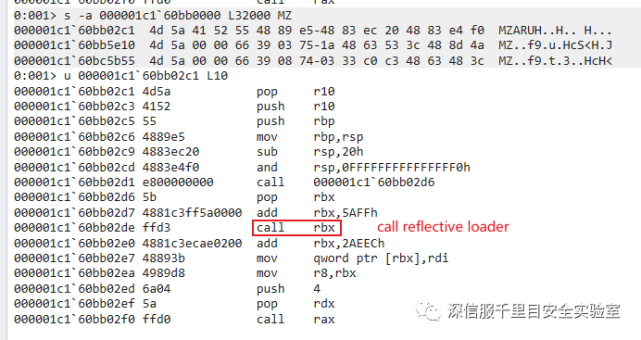 000001c1`60bb02f0 ffd0 call rax
0:001> s -a 000001c1`60bb0000 L32000 MZ
000001c1`60bb02c1 4d 5a 41 52 55 48 89 e5-48 83 ec 20 48 83 e4 f0 MZARUH..H.. H...
000001c1`60bb5e10 4d 5a 00 00 66 39 03 75-1a 48 63 53 3c 48 8d 4a MZ..f9.u.HcS<H.J
000001c1`60bc5b55 4d 5a 00 00 66 39 08 74-03 33 c0 c3 48 63 48 3c MZ..f9.t.3..HcH<
0:001> u 000001c1`60bb02c1 L10
000001c1`60bb02c1 4d5a pop r10
000001c1`60bb02c3 4152 push r10
000001c1`60bb02c5 55 push rbp
000001c1`60bb02c6 4889e5 mov rbp,rsp
000001c1`60bb02c9 4883ec20 sub rsp,20h
000001c1`60bb02cd 4883e4f0 and rsp,0FFFFFFFFFFFFFFF0h
000001c1`60bb02d1 e800000000 call 000001c1`60bb02d6
000001c1`60bb02d6 5b pop rbx
000001c1`60bb02d7 4881c3ff5a0000 add rbx,5AFFh
000001c1`60bb02de ffd3 call rbx call reflective loader
000001c1`60bb02e0 4881c3ecae0200 add rbx,2AEECh
000001c1`60bb02e7 48893b mov qword ptr [rbx],rdi
000001c1`60bb02ea 4989d8 mov r8,rbx
000001c1`60bb02ed 6a04 push 4
000001c1`60bb02ef 5a pop rdx
000001c1`60bb02f0 ffd0 call rax
深信服千里目安全实验室